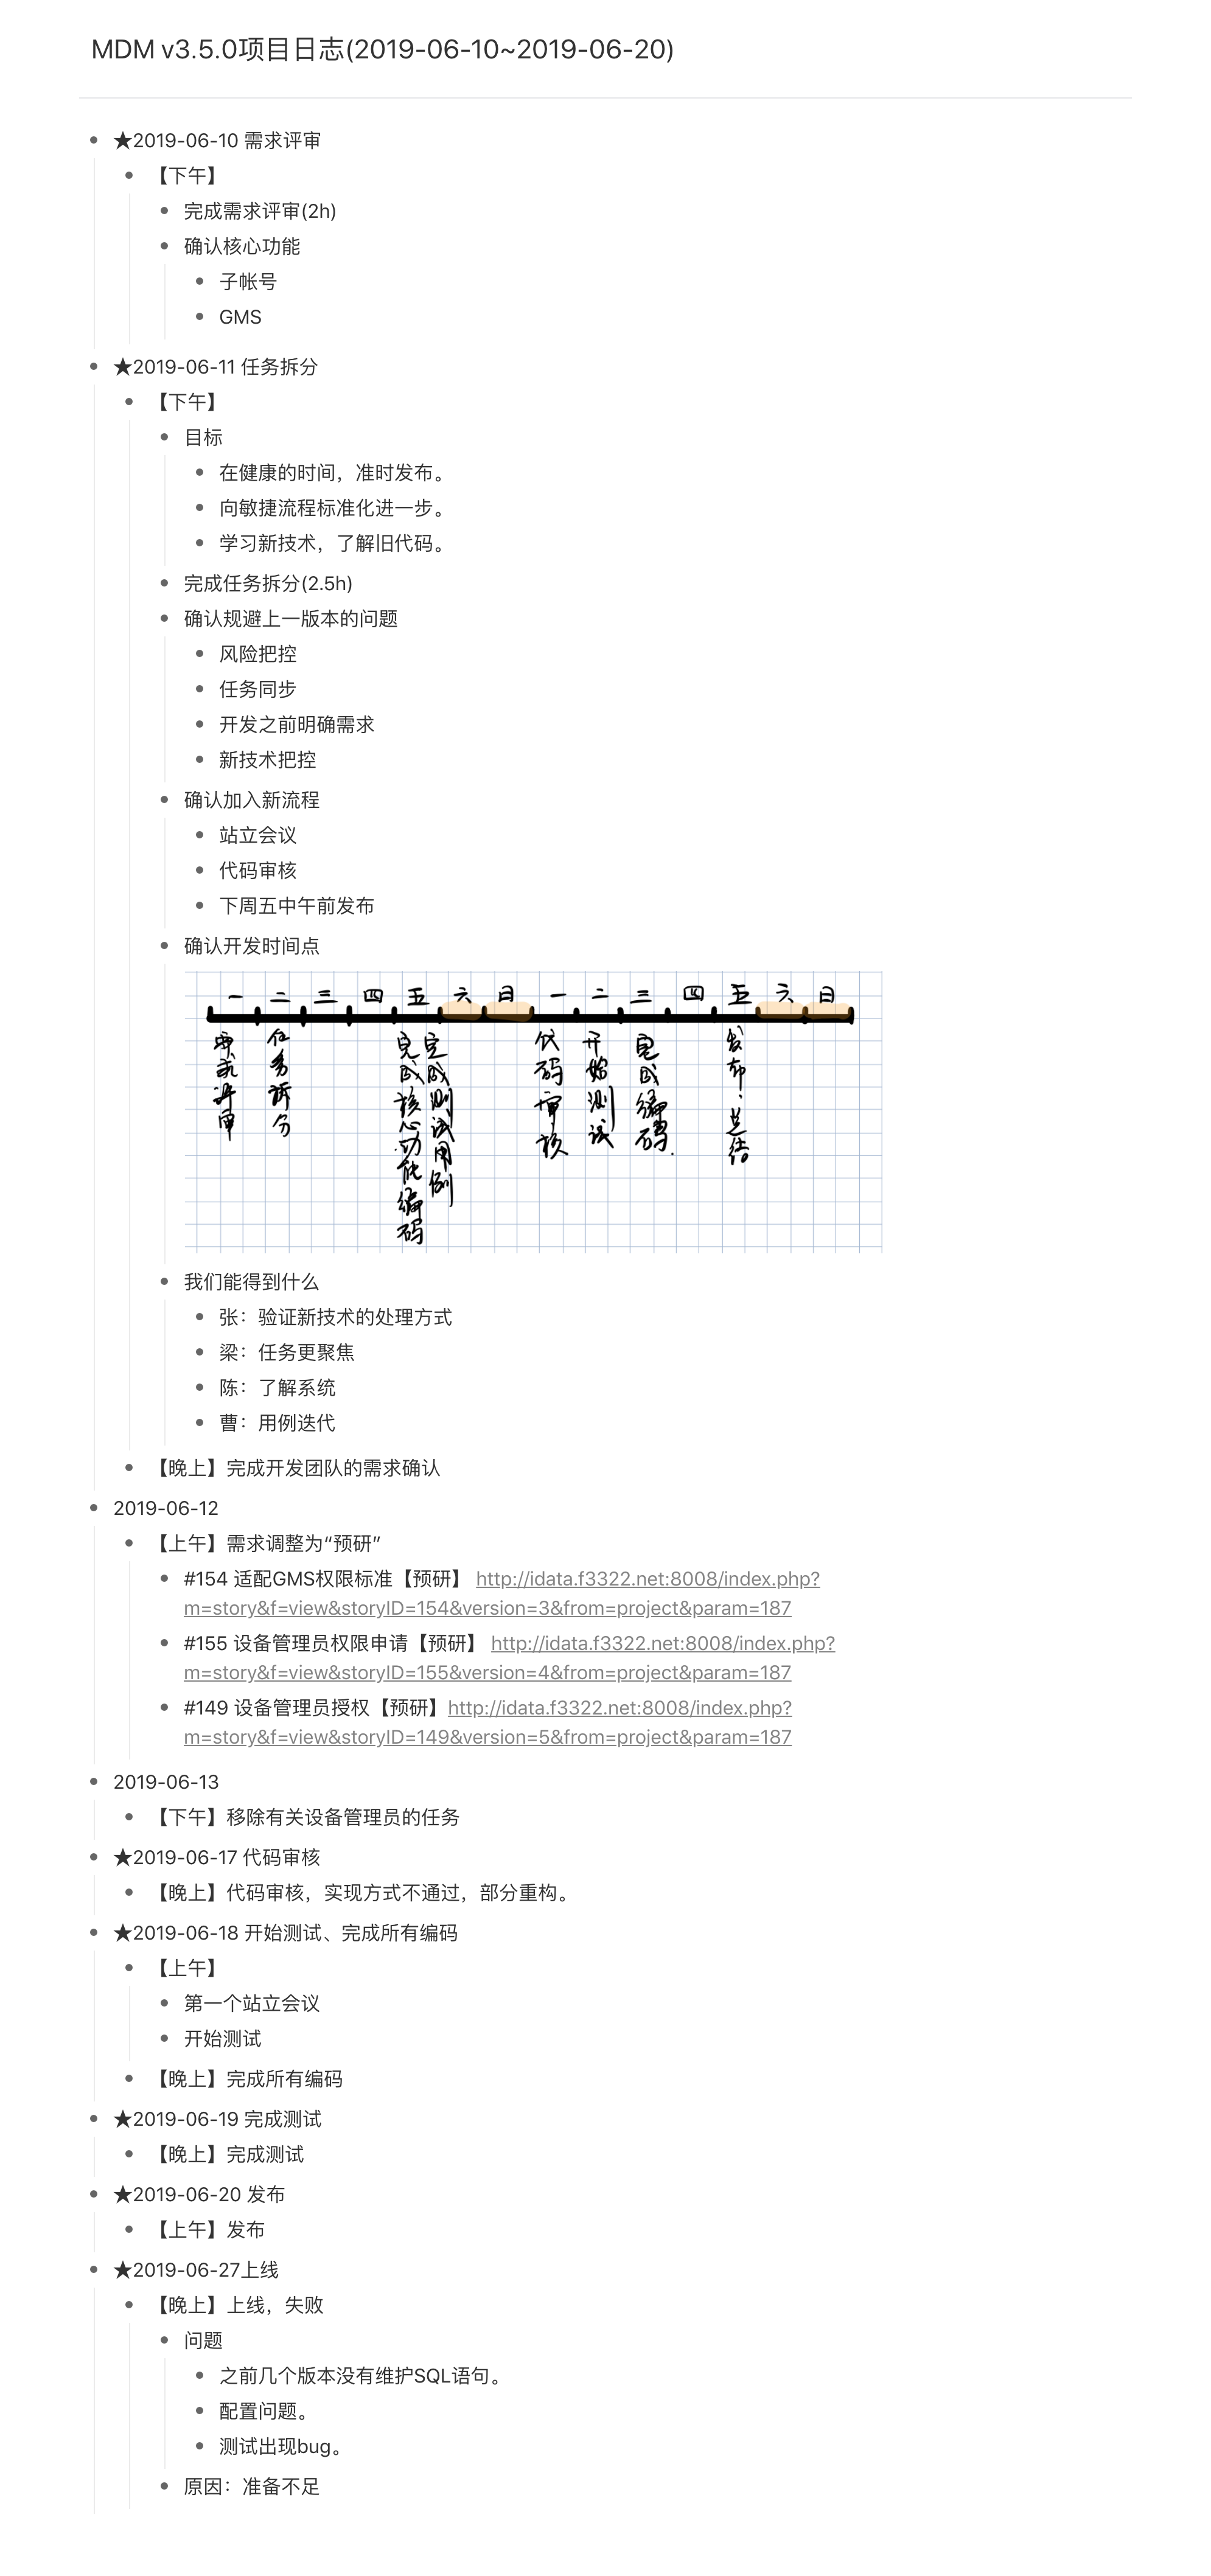 MDM v3.5.0项目日志(2019-06-10~2019-06-20)
★2019-06-10 需求评审
【下午】
完成需求评审(2h)
确认核心功能
子帐号
GMS
★2019-06-11 任务拆分
【下午】
目标
在健康的时间，准时发布。
向敏捷流程标准化进一步。
学习新技术，了解旧代码。
完成任务拆分(2.5h)
确认规避上一版本的问题
风险把控
任务同步
开发之前明确需求
新技术把控
确认加入新流程
站立会议
代码审核
下周五中午前发布
确认开发时间点
一 二 三 四 五 六 日 一 二 三 四 五 六 日
需求评审
任务拆分
完成核心功能编码
完成测试用例
代码审核
开始测试
完成编码.
发布:总结
我们能得到什么
张：验证新技术的处理方式
梁：任务更聚焦
陈：了解系统
曹：用例迭代
【晚上】完成开发团队的需求确认
2019-06-12
【上午】需求调整为“预研”
#154 适配GMS权限标准【预研】 http://idata.f3322.net:8008/index.php?
m=story&f=view&storyID=154&version=3&from=project&param=187
#155 设备管理员权限申请【预研】 http://idata.f3322.net:8008/index.php?
m=story&f=view&storyID=155&version=4&from=project&param=187
#149 设备管理员授权【预研】http://idata.f3322.net:8008/index.php?
m=story&f=view&storyID=149&version=5&from=project&param=187
2019-06-13
【下午】移除有关设备管理员的任务
★2019-06-17 代码审核
【晚上】代码审核，实现方式不通过，部分重构。
★2019-06-18 开始测试、完成所有编码
【上午】
第一个站立会议
开始测试
【晚上】完成所有编码
★2019-06-19 完成测试
【晚上】完成测试
★2019-06-20 发布
【上午】发布
★2019-06-27上线
【晚上】上线，失败
问题
之前几个版本没有维护SQL语句。
配置问题。
测试出现bug。
原因：准备不足